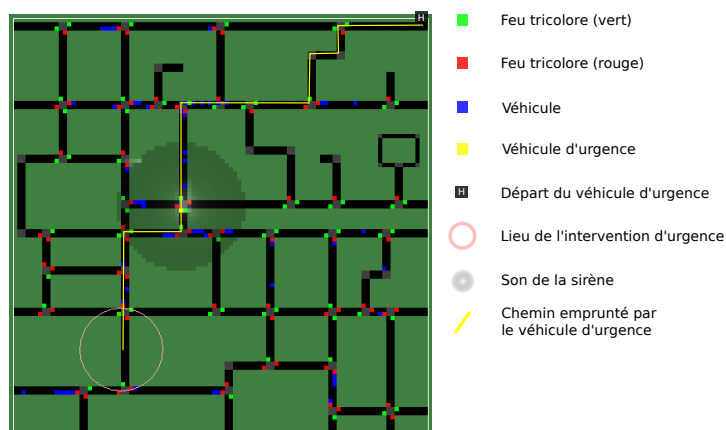 H
Feu tricolore (vert)
Feu tricolore (rouge)
Véhicule
Véhicule d'urgence
H Départ du véhicule d'urgence
Lieu de l'intervention d'urgence
Son de la sirène
Chemin emprunté par
le véhicule d'urgence